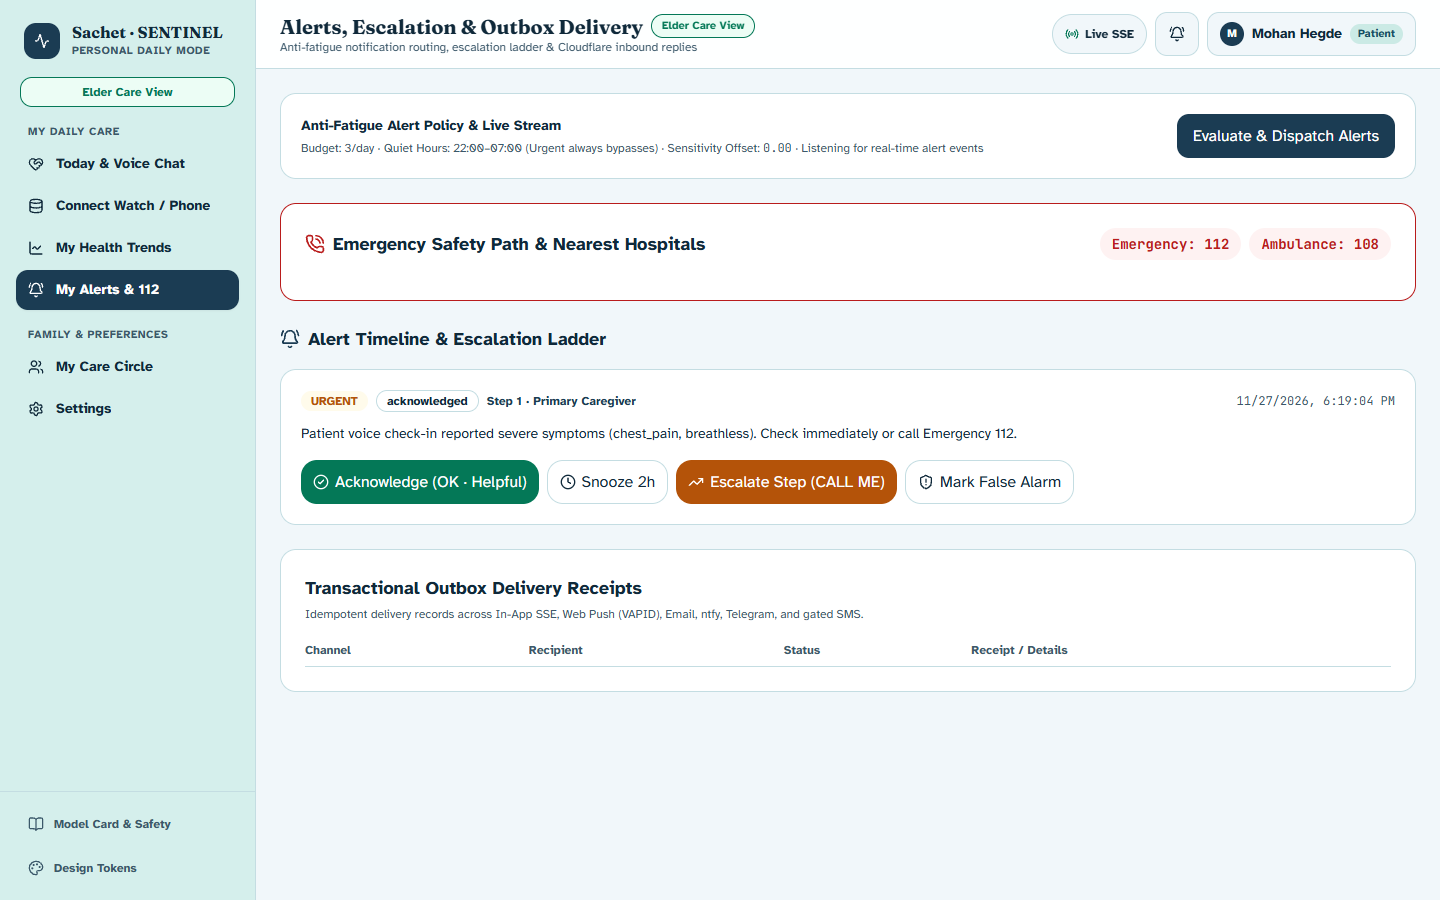 Sachet · SENTINEL
PERSONAL DAILY MODE
Elder Care View
MY DAILY CARE
Today & Voice Chat
Connect Watch / Phone
My Health Trends
My Alerts & 112
FAMILY & PREFERENCES
My Care Circle
Settings
Model Card & Safety
Design Tokens
Alerts, Escalation & Outbox Delivery
Elder Care View
Anti-fatigue notification routing, escalation ladder & Cloudflare inbound replies
Live SSE
M
Mohan Hegde
Patient
Anti-Fatigue Alert Policy & Live Stream
Budget: 3/day · Quiet Hours: 22:00–07:00 (Urgent always bypasses) · Sensitivity Offset: 0.00 · Listening for real-time alert events
Evaluate & Dispatch Alerts
Emergency Safety Path & Nearest Hospitals
Emergency: 112
Ambulance: 108
Alert Timeline & Escalation Ladder
URGENT
acknowledged
Step 1 · Primary Caregiver
11/27/2026, 6:19:04 PM
Patient voice check-in reported severe symptoms (chest_pain, breathless). Check immediately or call Emergency 112.
Acknowledge (OK · Helpful)
Snooze 2h
Escalate Step (CALL ME)
Mark False Alarm
Transactional Outbox Delivery Receipts
Idempotent delivery records across In-App SSE, Web Push (VAPID), Email, ntfy, Telegram, and gated SMS.
Channel
Recipient
Status
Receipt / Details